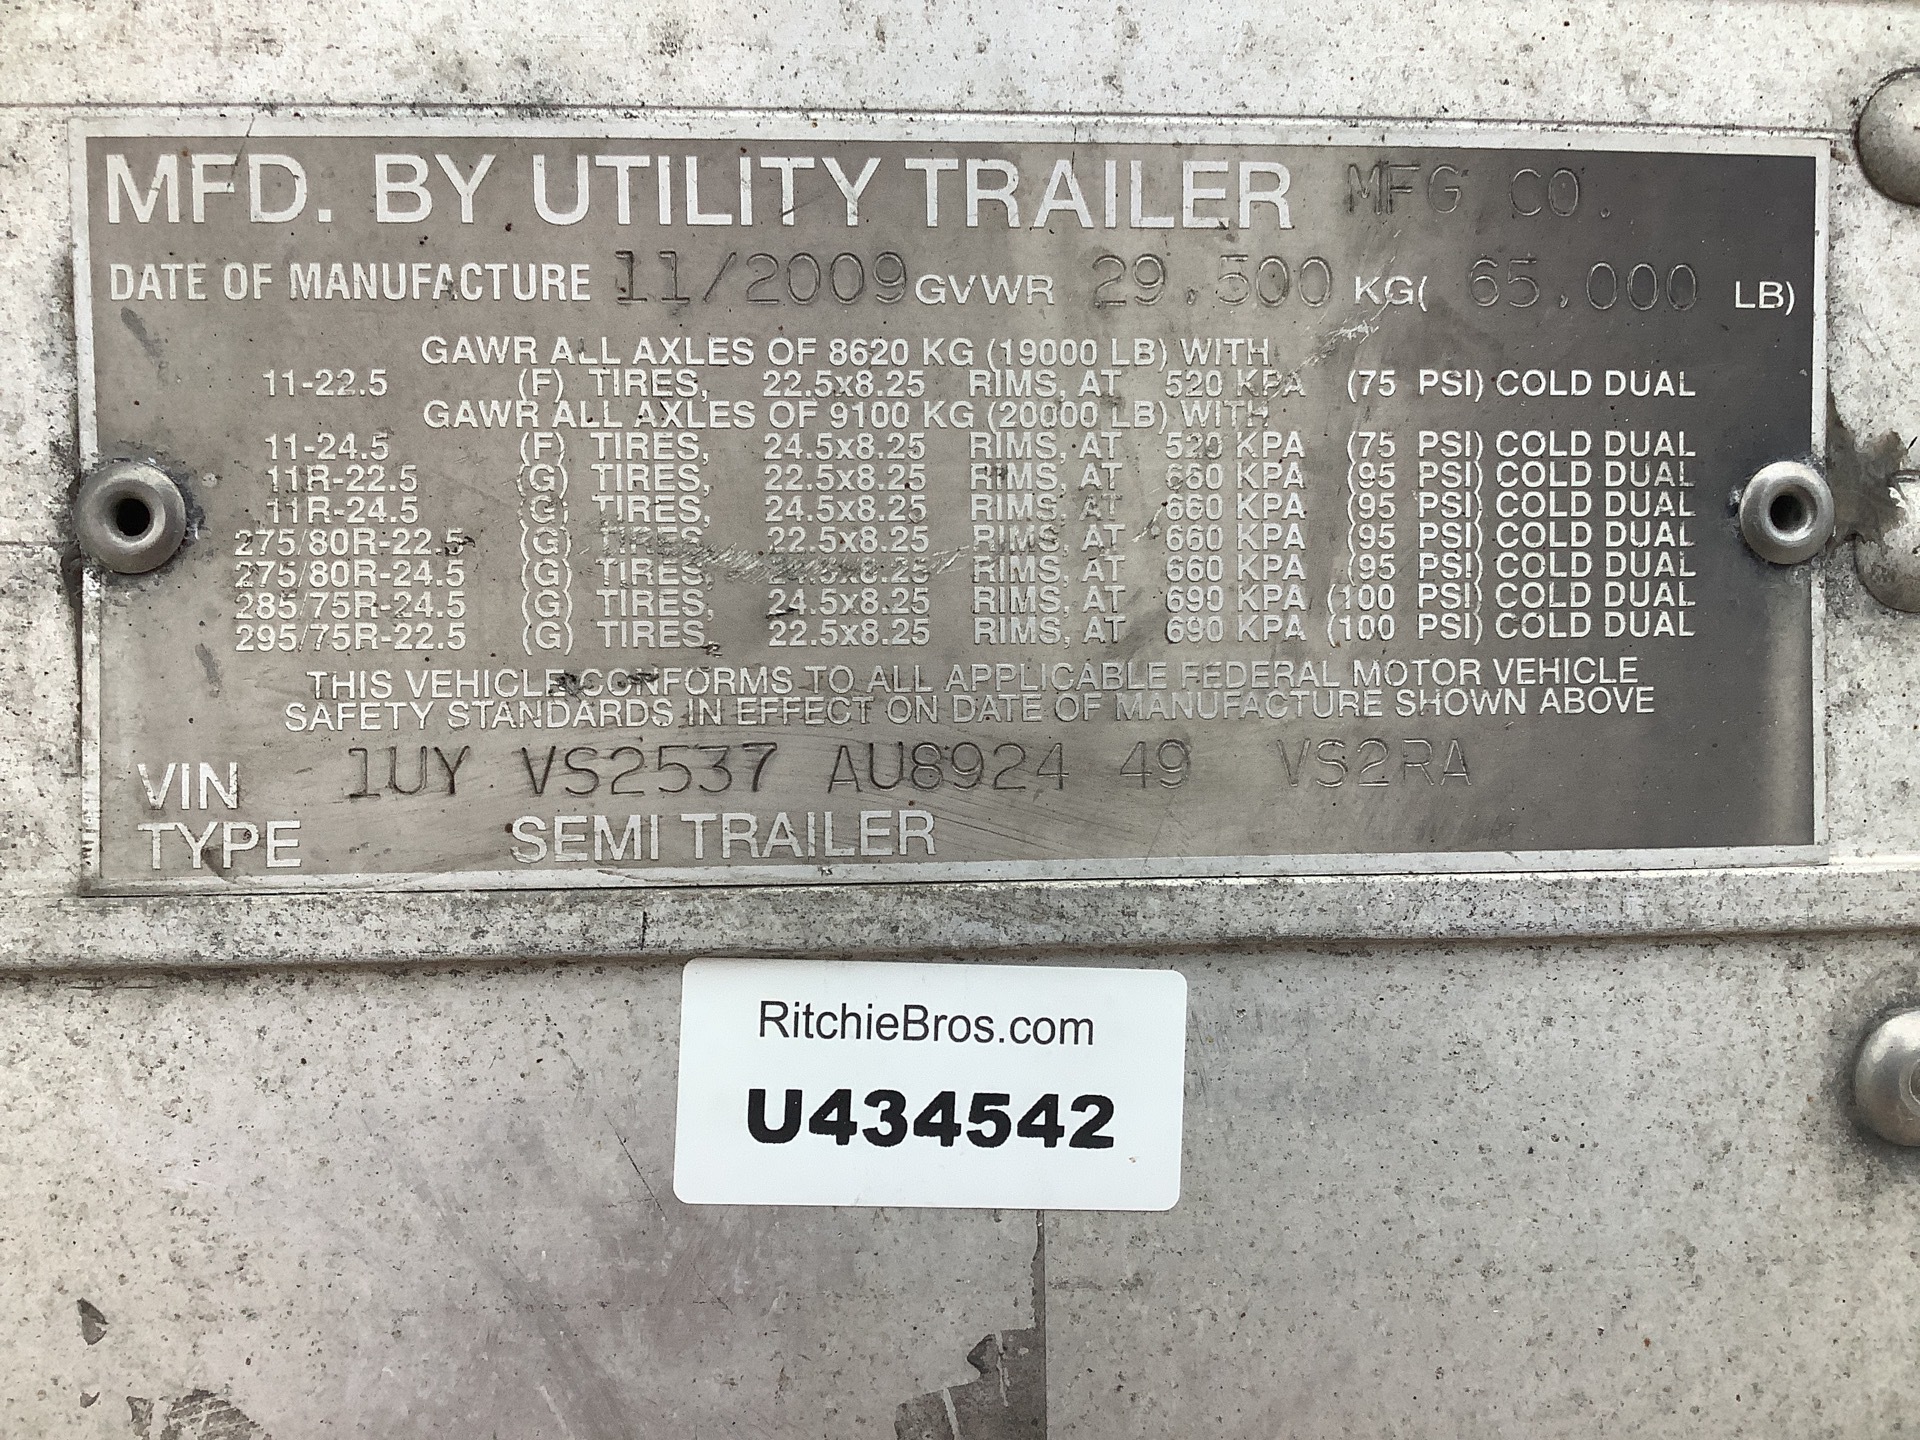 MFD. BY UTILITY TRAILER MFG CO.
DATE OF MANUFACTURE 11/2009 GVWR 29,500 KG( 65,000 LB)
GAWR ALL AXLES OF 8620 KG (19000 LB) WITH
11-22.5 (F) TIRES, 22.5x8.25 RIMS, AT 520 KPA (75 PSI) COLD DUAL
GAWR ALL AXLES OF 9100 KG (20000 LB) WITH
11-24.5 (F) TIRES, 24.5x8.25 RIMS, AT 520 KPA (75 PSI) COLD DUAL
11R-22.5 (G) TIRES, 22.5x8.25 RIMS, AT 660 KPA (95 PSI) COLD DUAL
11R-24.5 (G) TIRES, 24.5x8.25 RIMS, AT 660 KPA (95 PSI) COLD DUAL
275/80R-22.5 (G) TIRES, 22.5x8.25 RIMS, AT 660 KPA (95 PSI) COLD DUAL
275/80R-24.5 (G) TIRES, 24.5x8.25 RIMS, AT 660 KPA (95 PSI) COLD DUAL
285/75R-24.5 (G) TIRES, 24.5x8.25 RIMS, AT 690 KPA (100 PSI) COLD DUAL
295/75R-22.5 (G) TIRES, 22.5x8.25 RIMS, AT 690 KPA (100 PSI) COLD DUAL
THIS VEHICLE CONFORMS TO ALL APPLICABLE FEDERAL MOTOR VEHICLE
SAFETY STANDARDS IN EFFECT ON DATE OF MANUFACTURE SHOWN ABOVE
VIN 1UY VS2537 AU8924 49 VS2RA
TYPE SEMI TRAILER
RitchieBros.com
U434542